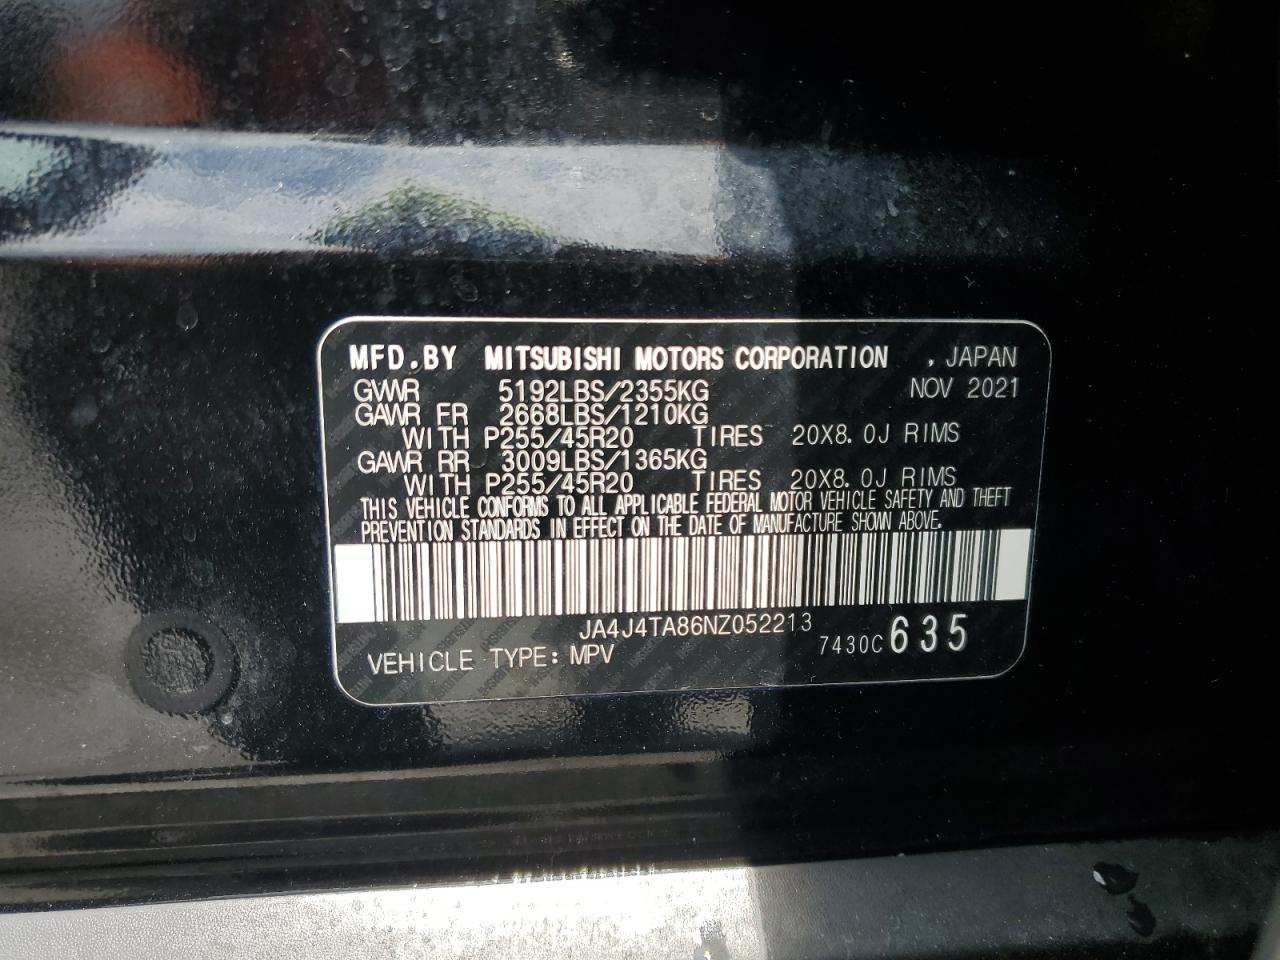 MFD.BY MITSUBISHI MOTORS CORPORATION , JAPAN
GVWR 5192LBS/2355KG NOV 2021
GAWR FR 2668LBS/1210KG
WITH P255/45R20 TIRES 20X8.0J RIMS
GAWR RR 3009LBS/1365KG
WITH P255/45R20 TIRES 20X8.0J RIMS
THIS VEHICLE CONFORMS TO ALL APPLICABLE FEDERAL MOTOR VEHICLE SAFETY AND THEFT
PREVENTION STANDARDS IN EFFECT ON THE DATE OF MANUFACTURE SHOWN ABOVE.
JA4J4TA86NZ052213
7430C 635
VEHICLE TYPE: MPV